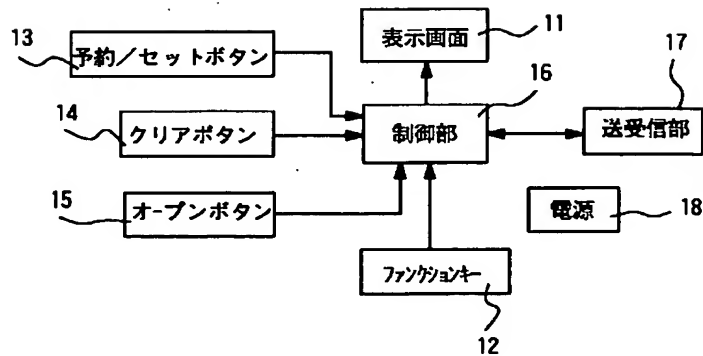 13
予約/セットボタン
14
クリアボタン
15
オープンボタン
表示画面
11
16
制御部
17
送受信部
電源
18
ファンクションキー
12